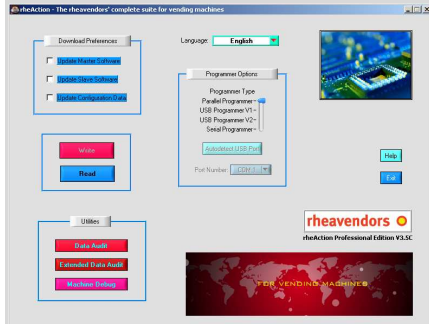 rheAction - The rheavendors' complete suite for vending machines
Download Preferences
Update Master Software
Update Slave Software
Update Configuration Data
Language:
English
Programmer Options
Programmer Type
Parallel Programmer
USB Programmer V1
USB Programmer V2
Serial Programmer
Autodetect USB Port
Port Number:
COM 1
Write
Read
Help
Exit
Utilities
Data Audit
Extended Data Audit
Machine Debug
rheavendors
rheAction Professional Edition V3.5C
FOR VENDING MACHINES